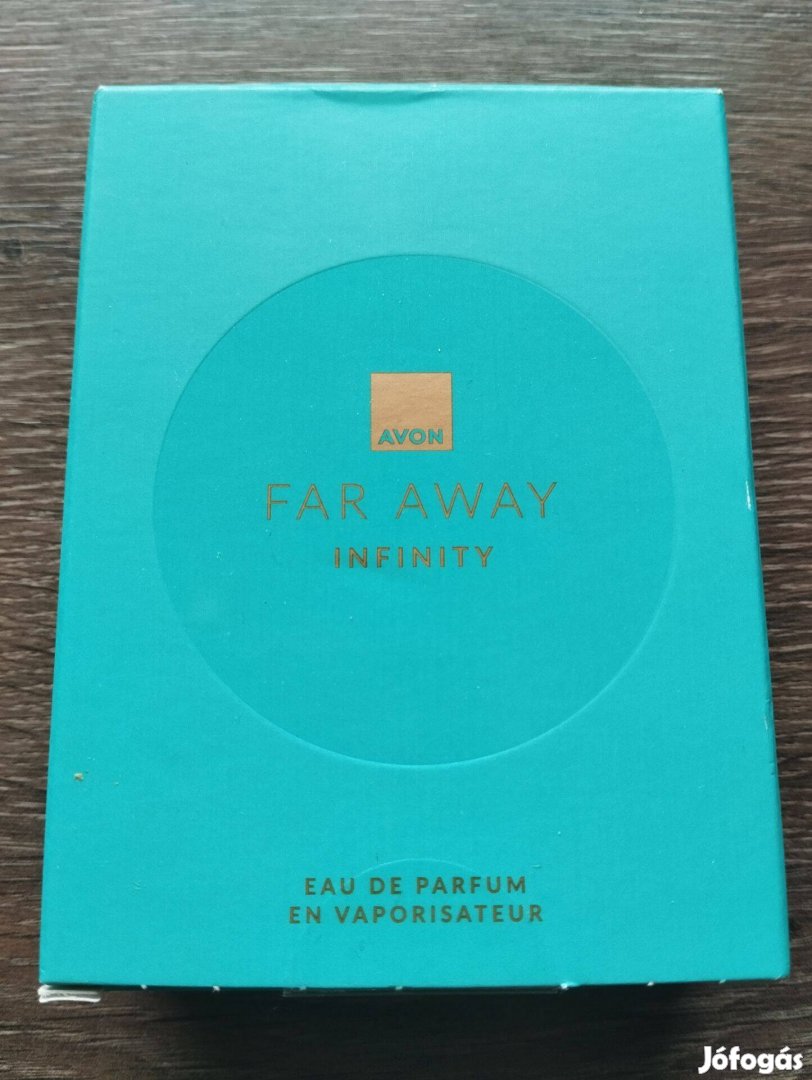 AVON
FAR AWAY
INFINITY
EAU DE PARFUM
EN VAPORISATEUR
Jófogás